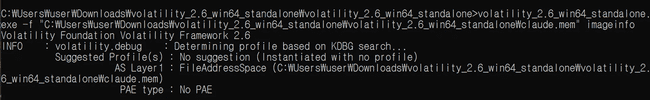 C:₩Users₩user₩Downloads₩volatility_2.6_win64_standalone₩volatility_2.6_win64_standalone>volatility_2.6_win64_standalone.
exe -f "C:₩Users₩user₩Downloads₩volatility_2.6_win64_standalone₩volatility_2.6_win64_standalone₩claude.mem" imageinfo
Volatility Foundation Volatility Framework 2.6
INFO    : volatility.debug    : Determining profile based on KDBG search...
          Suggested Profile(s) : No suggestion (Instantiated with no profile)
                     AS Layer1 : FileAddressSpace (C:₩Users₩user₩Downloads₩volatility_2.6_win64_standalone₩volatility_2.
6_win64_standalone₩claude.mem)
                      PAE type : No PAE